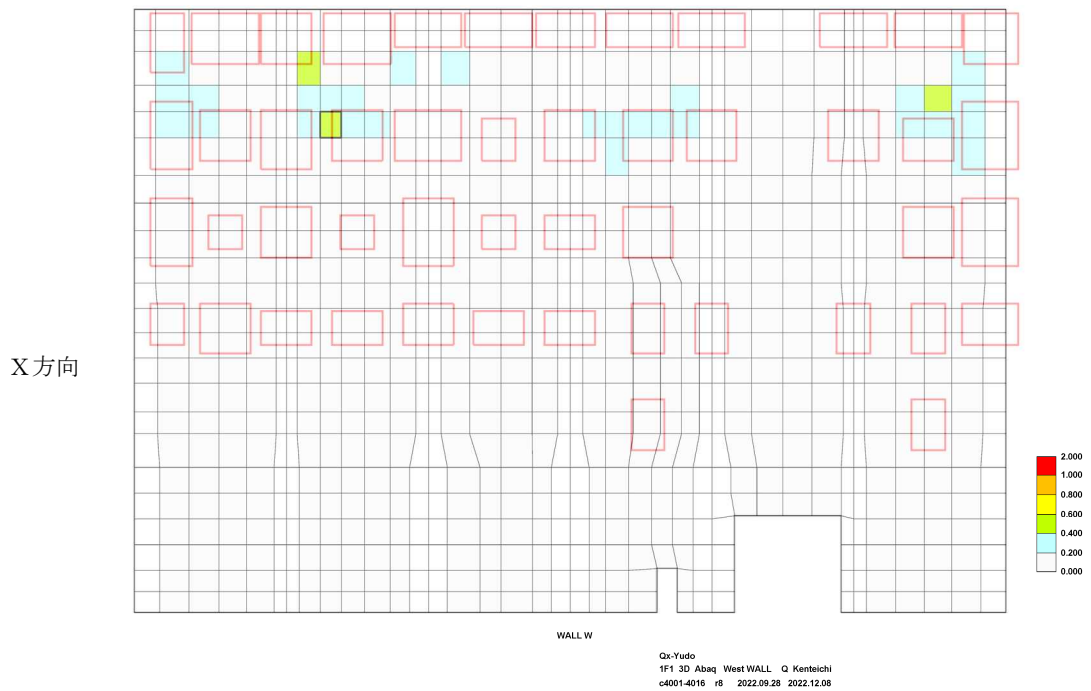 X方向
2.000
1.000
0.800
0.600
0.400
0.200
0.000
WALL W
Qx-Yudo
1F1 3D Abaq West WALL Q Kenteichi
c4001-4016 r8 2022.09.28 2022.12.08